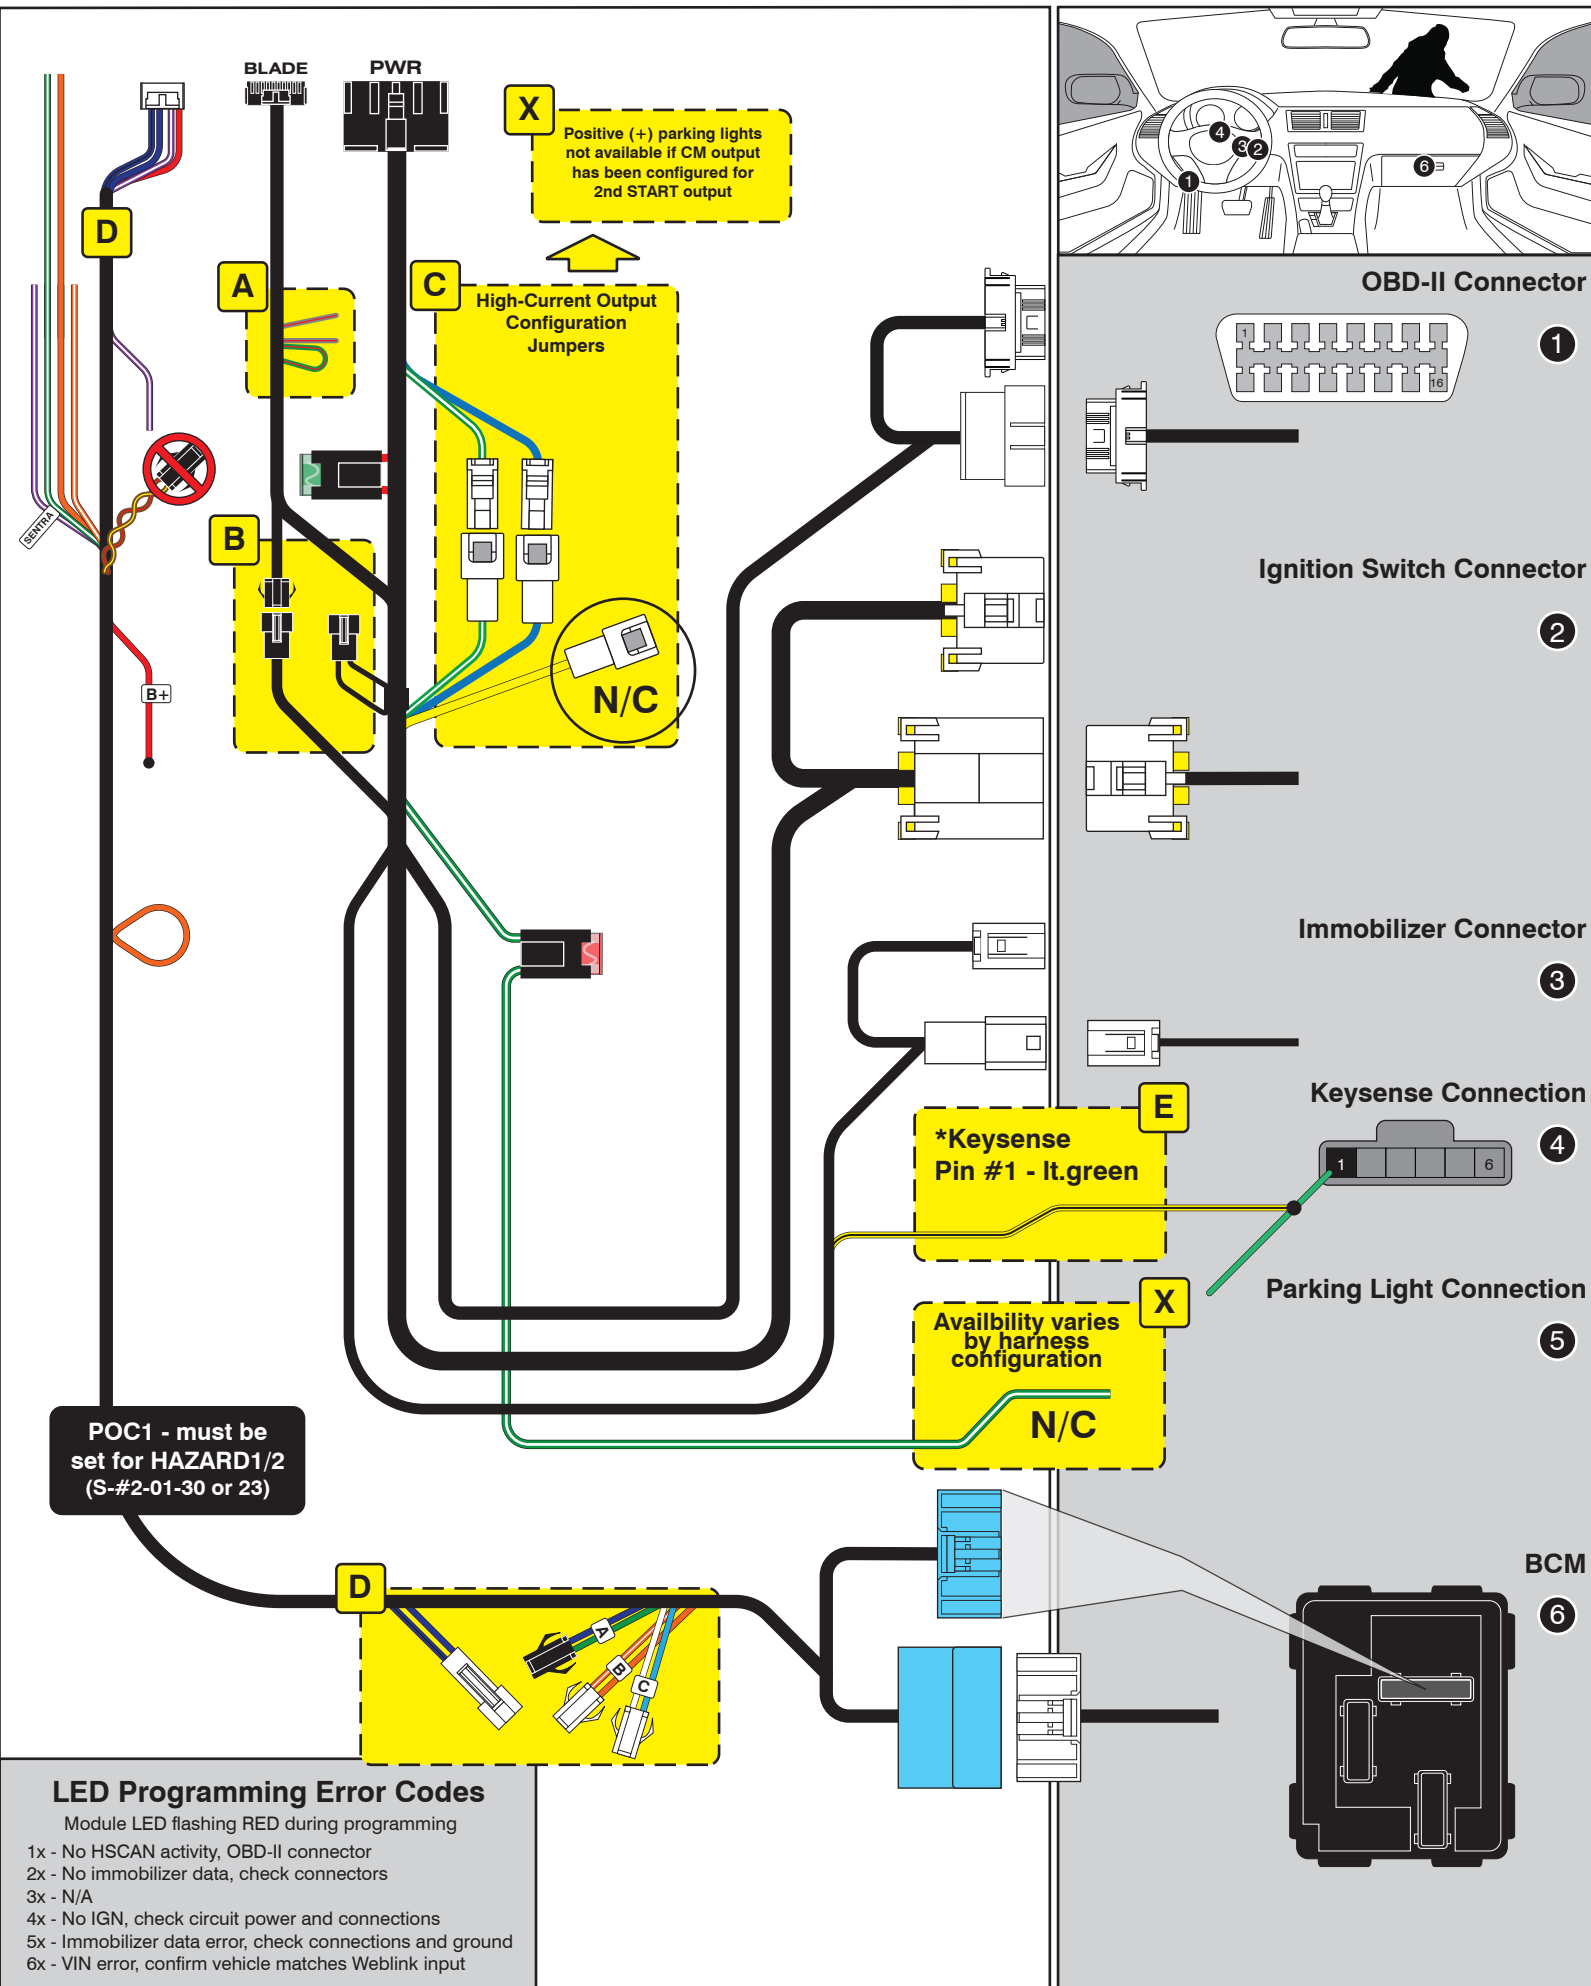 BLADE
PWR
X
Positive (+) parking lights
not available if CM output
has been configured for
2nd START output
D
A
C
High-Current Output
Configuration
Jumpers
SENTRA
B
B+
N/C
4
3
2
6
1
OBD-II Connector
1
1
16
Ignition Switch Connector
2
Immobilizer Connector
3
Keysense Connection
4
1
6
E
*Keysense
Pin #1 - lt.green
Parking Light Connection
5
X
Availbility varies
by harness
configuration
N/C
POC1 - must be
set for HAZARD1/2
(S-#2-01-30 or 23)
D
A
B
C
BCM
6
LED Programming Error Codes
Module LED flashing RED during programming
1x - No HSCAN activity, OBD-II connector
2x - No immobilizer data, check connectors
3x - N/A
4x - No IGN, check circuit power and connections
5x - Immobilizer data error, check connections and ground
6x - VIN error, confirm vehicle matches Weblink input